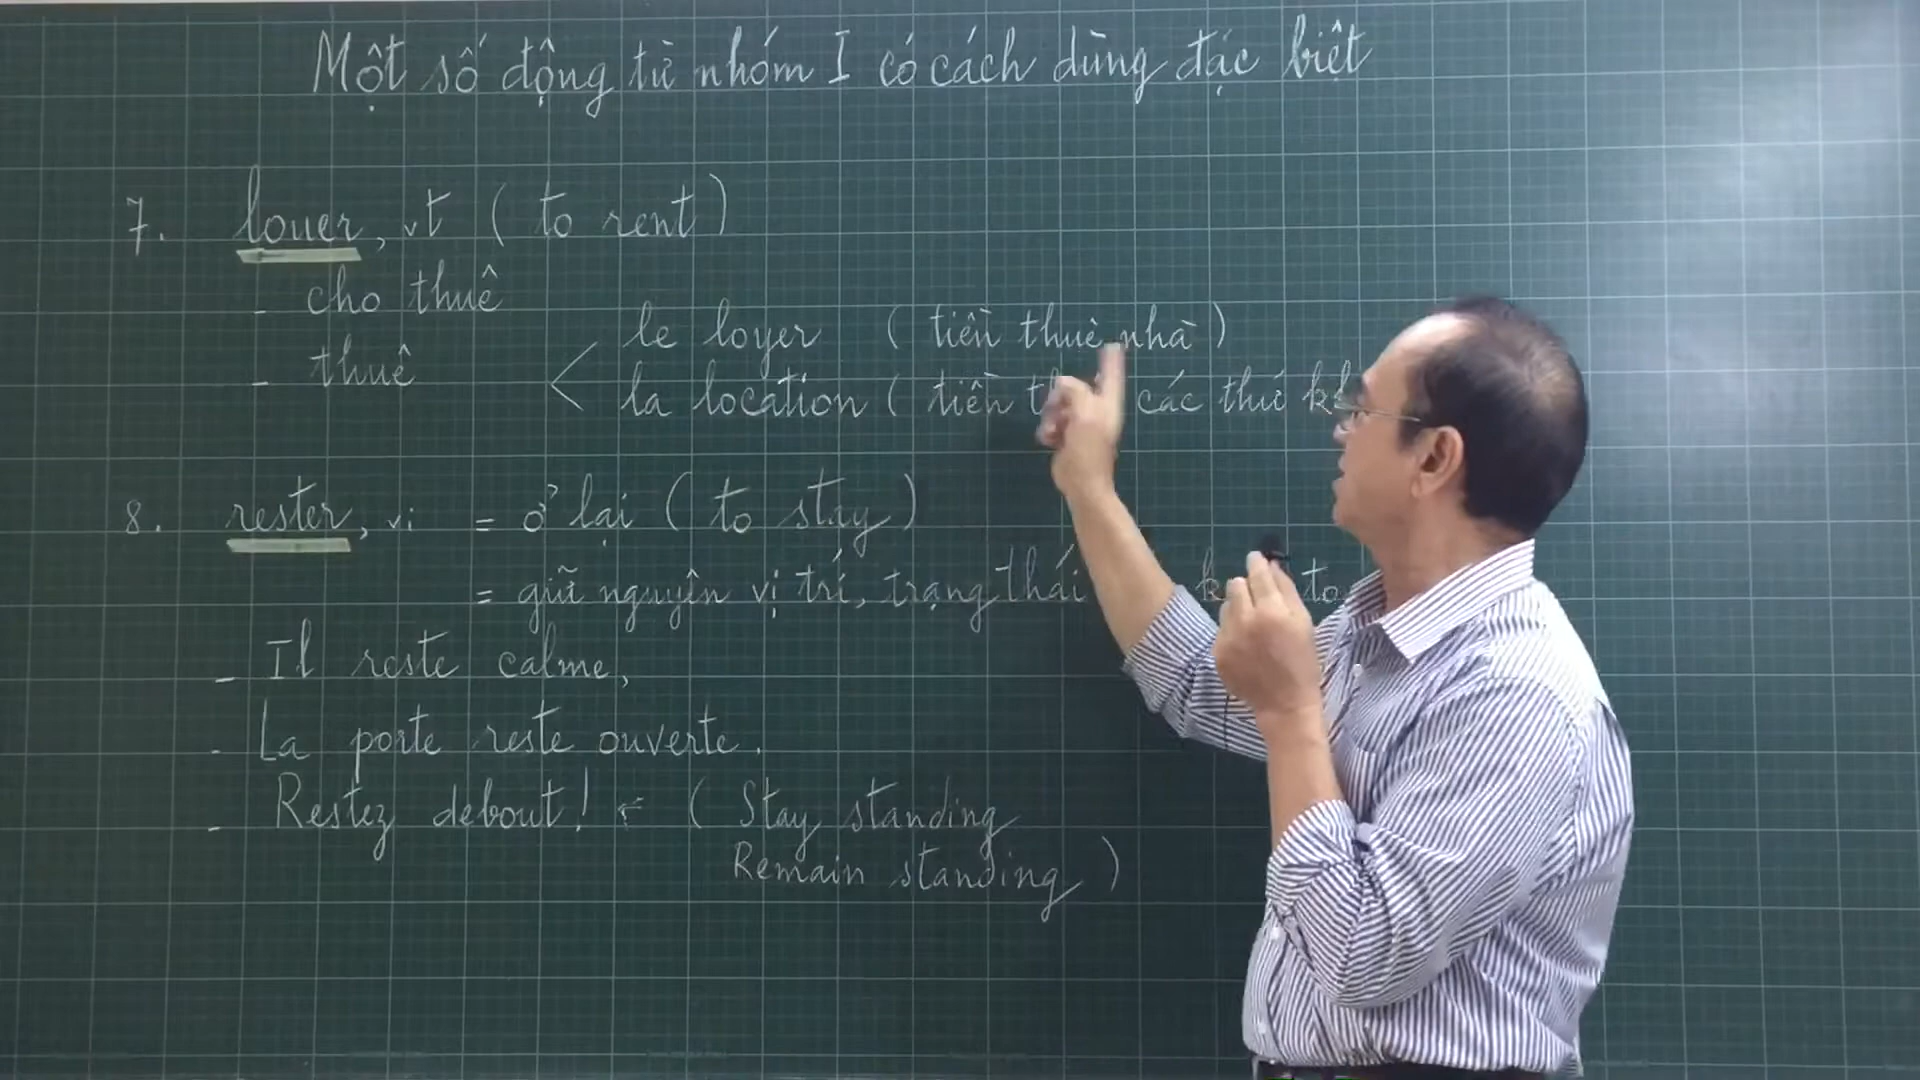 Một số động từ nhóm I có cách dùng đặc biệt
7. louer, vt ( to rent )
- cho thuê
- thuê
< le loyer ( tiền thuê nhà )
la location ( tiền các thứ
8. rester, vi = ở lại ( to stay )
= giữ nguyên vị trí, trạng thái
- Il reste calme,
- La porte reste ouverte.
- Restez debout! ← ( Stay standing
Remain standing )